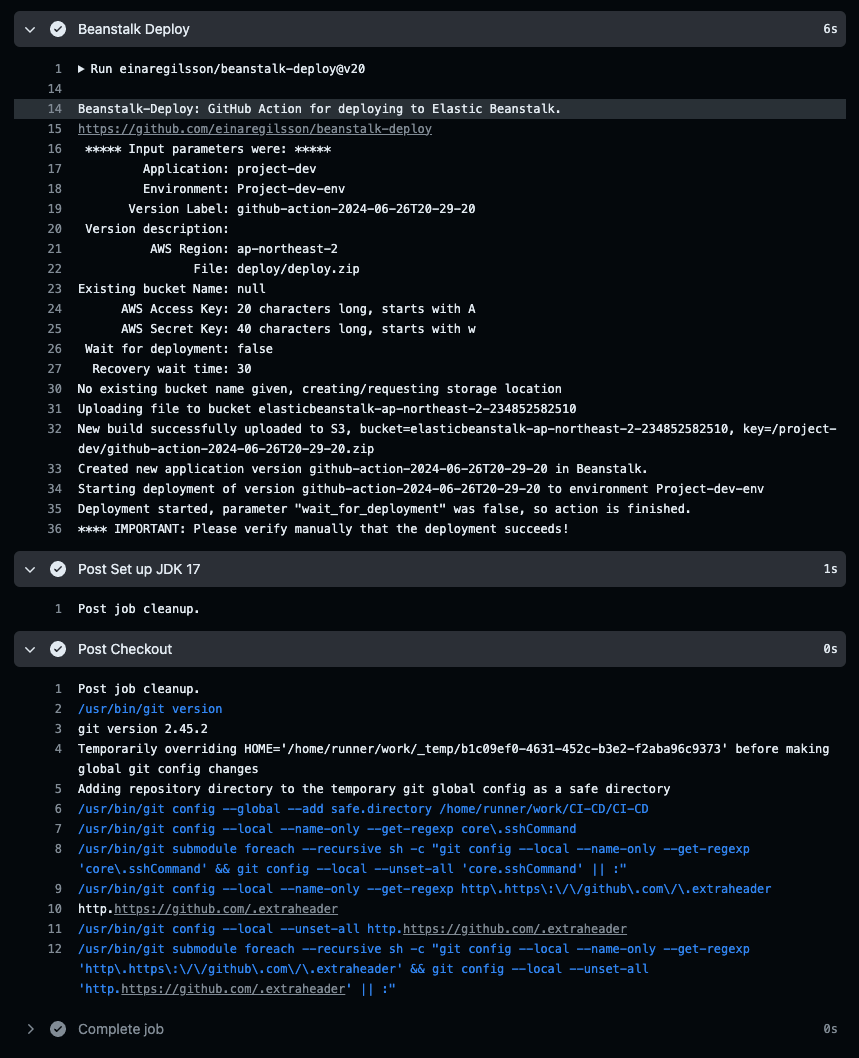 Beanstalk Deploy 6s
1 Run einaregilsson/beanstalk-deploy@v20
14
14 Beanstalk-Deploy: GitHub Action for deploying to Elastic Beanstalk.
15 https://github.com/einaregilsson/beanstalk-deploy
16 ***** Input parameters were: *****
17 Application: project-dev
18 Environment: Project-dev-env
19 Version Label: github-action-2024-06-26T20-29-20
20 Version description:
21 AWS Region: ap-northeast-2
22 File: deploy/deploy.zip
23 Existing bucket Name: null
24 AWS Access Key: 20 characters long, starts with A
25 AWS Secret Key: 40 characters long, starts with w
26 Wait for deployment: false
27 Recovery wait time: 30
30 No existing bucket name given, creating/requesting storage location
31 Uploading file to bucket elasticbeanstalk-ap-northeast-2-234852582510
32 New build successfully uploaded to S3, bucket=elasticbeanstalk-ap-northeast-2-234852582510, key=/project-
dev/github-action-2024-06-26T20-29-20.zip
33 Created new application version github-action-2024-06-26T20-29-20 in Beanstalk.
34 Starting deployment of version github-action-2024-06-26T20-29-20 to environment Project-dev-env
35 Deployment started, parameter "wait_for_deployment" was false, so action is finished.
36 **** IMPORTANT: Please verify manually that the deployment succeeds!
Post Set up JDK 17 1s
1 Post job cleanup.
Post Checkout 0s
1 Post job cleanup.
2 /usr/bin/git version
3 git version 2.45.2
4 Temporarily overriding HOME='/home/runner/work/_temp/b1c09ef0-4631-452c-b3e2-f2aba96c9373' before making
global git config changes
5 Adding repository directory to the temporary git global config as a safe directory
6 /usr/bin/git config --global --add safe.directory /home/runner/work/CI-CD/CI-CD
7 /usr/bin/git config --local --name-only --get-regexp core\.sshCommand
8 /usr/bin/git submodule foreach --recursive sh -c "git config --local --name-only --get-regexp
'core\.sshCommand' && git config --local --unset-all 'core.sshCommand' || :"
9 /usr/bin/git config --local --name-only --get-regexp http\.https\:\/\/github\.com\/\.extraheader
10 http.https://github.com/.extraheader
11 /usr/bin/git config --local --unset-all http.https://github.com/.extraheader
12 /usr/bin/git submodule foreach --recursive sh -c "git config --local --name-only --get-regexp
'http\.https\:\/\/github\.com\/\.extraheader' && git config --local --unset-all
'http.https://github.com/.extraheader' || :"
Complete job 0s